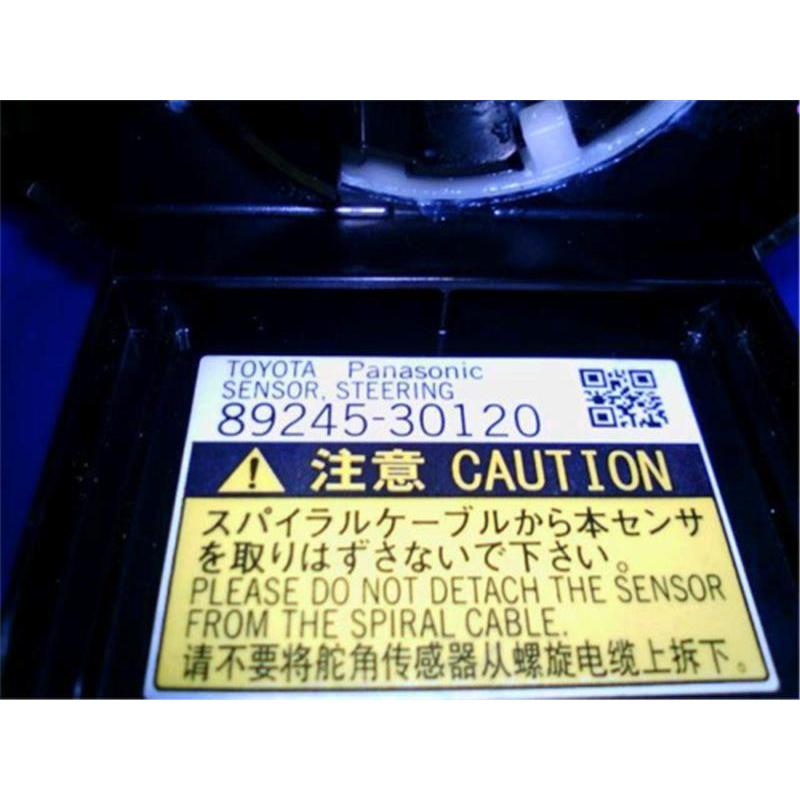 TOYOTA Panasonic
SENSOR, STEERING
89245-30120
注意 CAUTION
スパイラルケーブルから本センサ
を取りはずさないで下さい。
PLEASE DO NOT DETACH THE SENSOR
FROM THE SPIRAL CABLE.
请不要将舵角传感器从螺旋电缆上拆下。